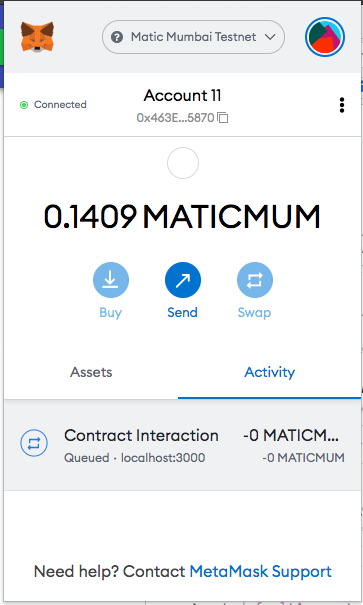 Matic Mumbai Testnet
Connected
Account 11
0x463E...5870
0.1409 MATICMUM
Buy Send Swap
Assets Activity
Contract Interaction -0 MATICM...
Queued · localhost:3000 -0 MATICMUM
Need help? Contact MetaMask Support